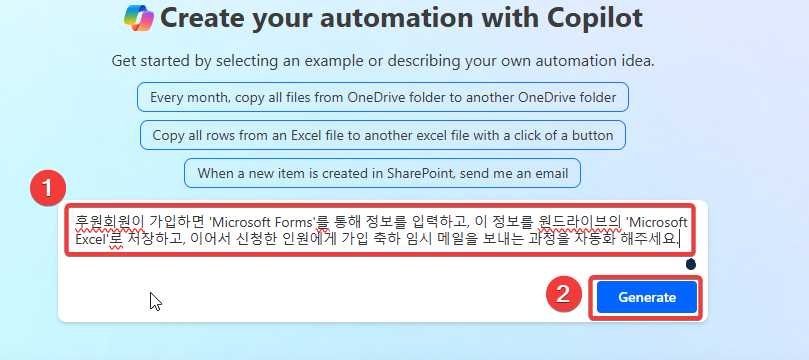 Create your automation with Copilot
Get started by selecting an example or describing your own automation idea.
Every month, copy all files from OneDrive folder to another OneDrive folder
Copy all rows from an Excel file to another excel file with a click of a button
When a new item is created in SharePoint, send me an email
1
후원회원이 가입하면 'Microsoft Forms'를 통해 정보를 입력하고, 이 정보를 원드라이브의 'Microsoft
Excel'로 저장하고, 이어서 신청한 인원에게 가입 축하 임시 메일을 보내는 과정을 자동화 해주세요.
2
Generate